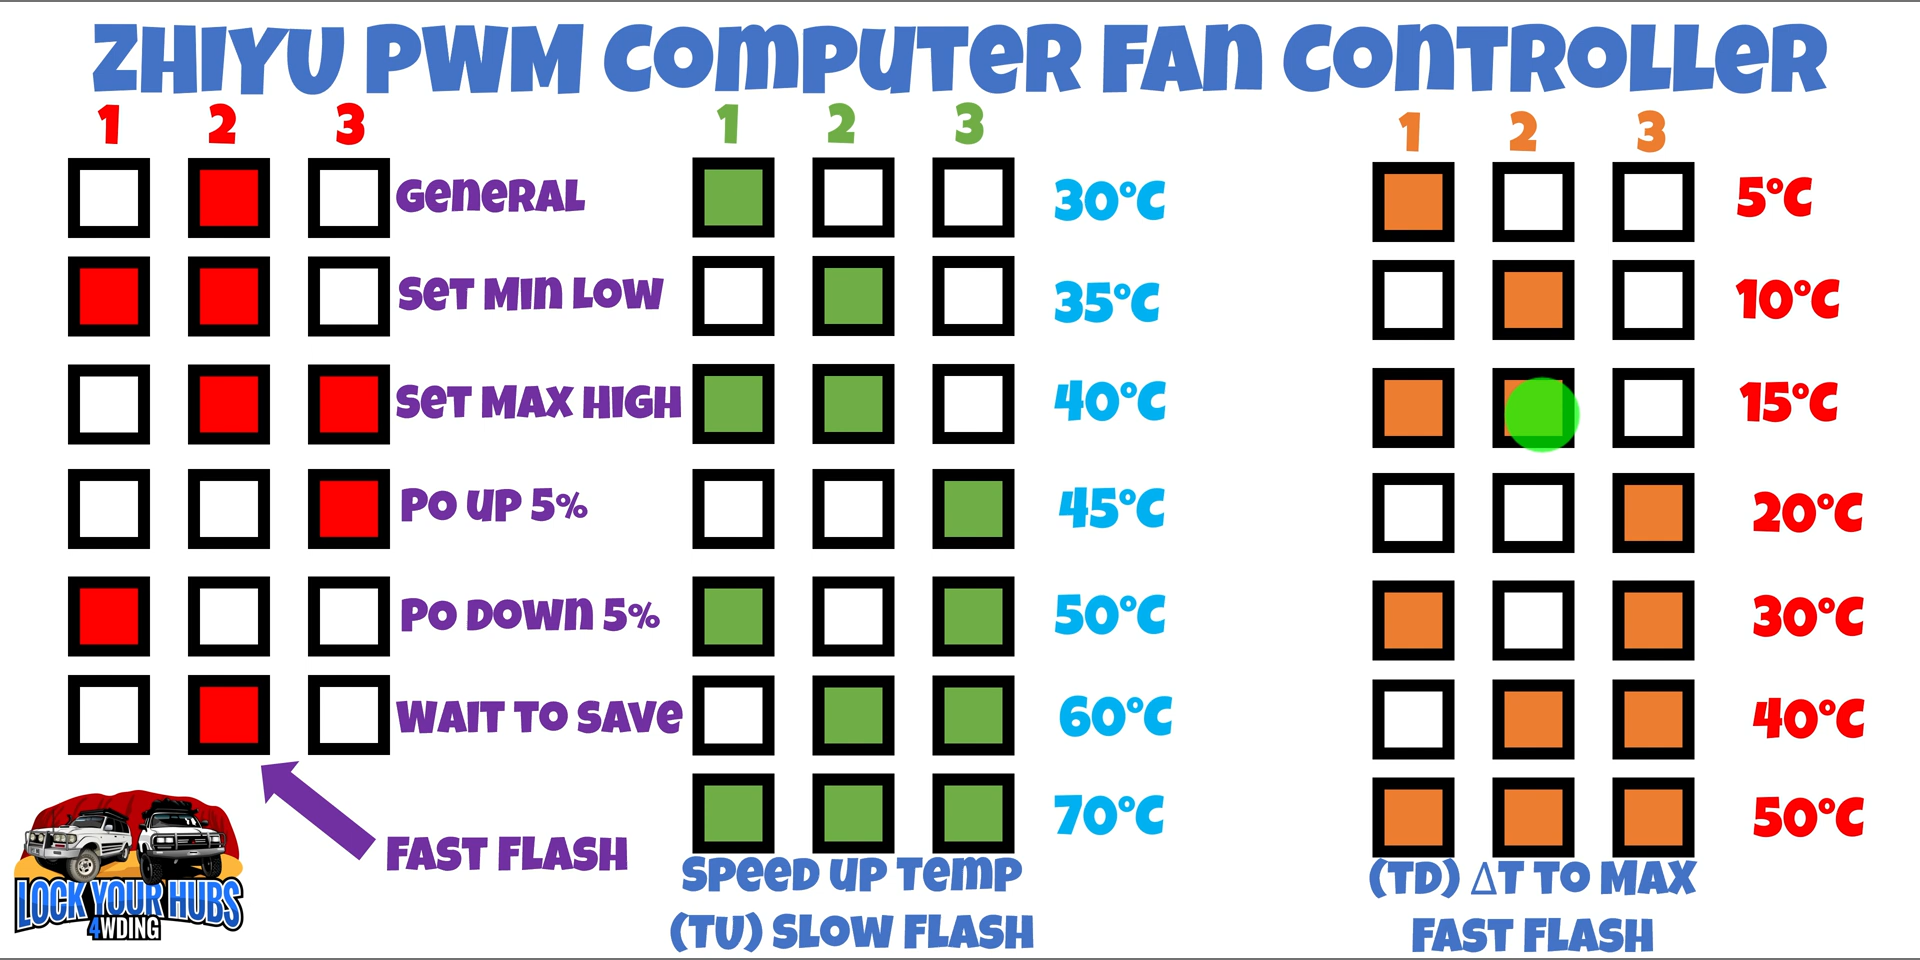 ZHIYU PWM COMPUTER FAN CONTROLLER
1 2 3
GENERAL
SET MIN LOW
SET MAX HIGH
PO UP 5%
PO DOWN 5%
WAIT TO SAVE
FAST FLASH
LOCK YOUR HUBS
4WDING
1 2 3
30°C
35°C
40°C
45°C
50°C
60°C
70°C
SPEED UP TEMP
(TU) SLOW FLASH
1 2 3
5°C
10°C
15°C
20°C
30°C
40°C
50°C
(TD) ΔT TO MAX
FAST FLASH